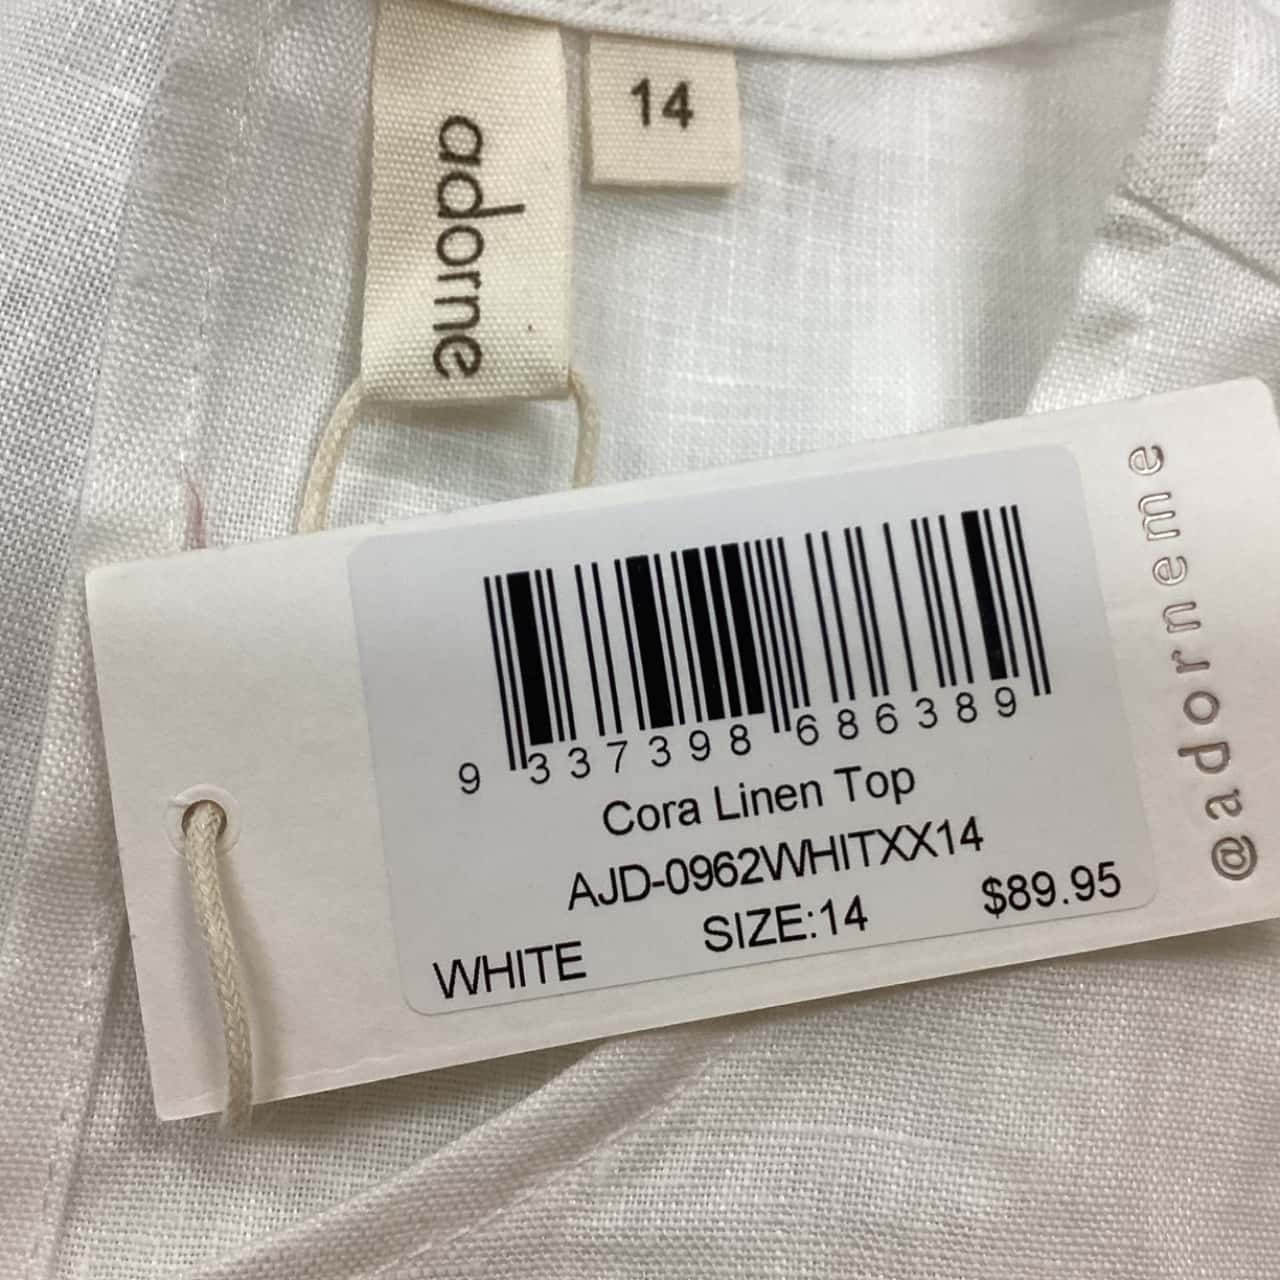 adorne
14
9 337398 686389
Cora Linen Top
AJD-0962WHITXX14
WHITE SIZE:14 $89.95
@adorneme